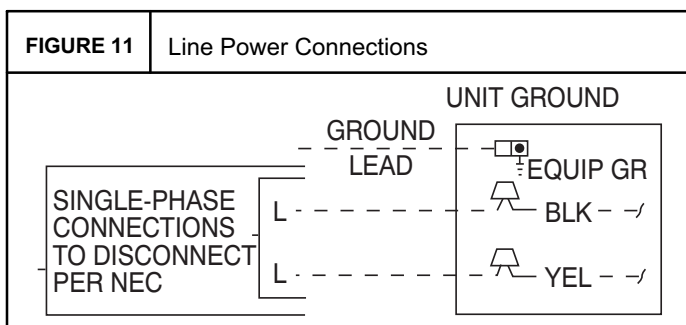 FIGURE 11
Line Power Connections
UNIT GROUND
GROUND
LEAD
EQUIP GR
SINGLE-PHASE
CONNECTIONS
TO DISCONNECT
PER NEC
L
BLK
L
YEL